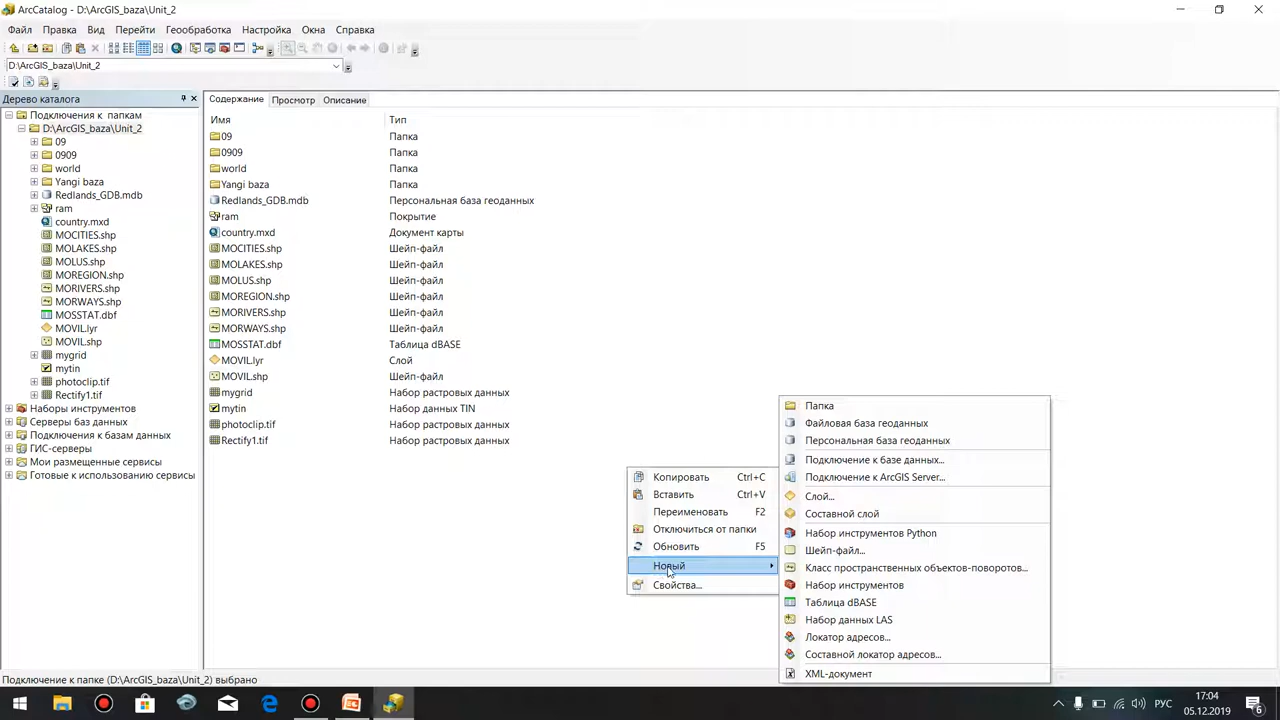 ArcCatalog - D:\ArcGIS_baza\Unit_2
Файл Правка Вид Перейти Геообработка Настройка Окна Справка
D:\ArcGIS_baza\Unit_2
Дерево каталога
Подключения к папкам
D:\ArcGIS_baza\Unit_2
09
0909
world
Yangi baza
Redlands_GDB.mdb
ram
country.mxd
MOCITIES.shp
MOLAKES.shp
MOLUS.shp
MOREGION.shp
MORIVERS.shp
MORWAYS.shp
MOSSTAT.dbf
MOVIL.lyr
MOVIL.shp
mygrid
mytin
photoclip.tif
Rectify1.tif
Наборы инструментов
Серверы баз данных
Подключения к базам данных
ГИС-серверы
Мои размещенные сервисы
Готовые к использованию сервисы
Содержание Просмотр Описание
Имя Тип
09 Папка
0909 Папка
world Папка
Yangi baza Папка
Redlands_GDB.mdb Персональная база геоданных
ram Покрытие
country.mxd Документ карты
MOCITIES.shp Шейп-файл
MOLAKES.shp Шейп-файл
MOLUS.shp Шейп-файл
MOREGION.shp Шейп-файл
MORIVERS.shp Шейп-файл
MORWAYS.shp Шейп-файл
MOSSTAT.dbf Таблица dBASE
MOVIL.lyr Слой
MOVIL.shp Шейп-файл
mygrid Набор растровых данных
mytin Набор данных TIN
photoclip.tif Набор растровых данных
Rectify1.tif Набор растровых данных
Копировать Ctrl+C
Вставить Ctrl+V
Переименовать F2
Отключиться от папки
Обновить F5
Новый
Свойства...
Папка
Файловая база геоданных
Персональная база геоданных
Подключение к базе данных...
Подключение к ArcGIS Server...
Слой...
Составной слой
Набор инструментов Python
Шейп-файл...
Класс пространственных объектов-поворотов...
Набор инструментов
Таблица dBASE
Набор данных LAS
Локатор адресов...
Составной локатор адресов...
XML-документ
Подключение к папке (D:\ArcGIS_baza\Unit_2) выбрано
РУС
17:04
05.12.2019
6